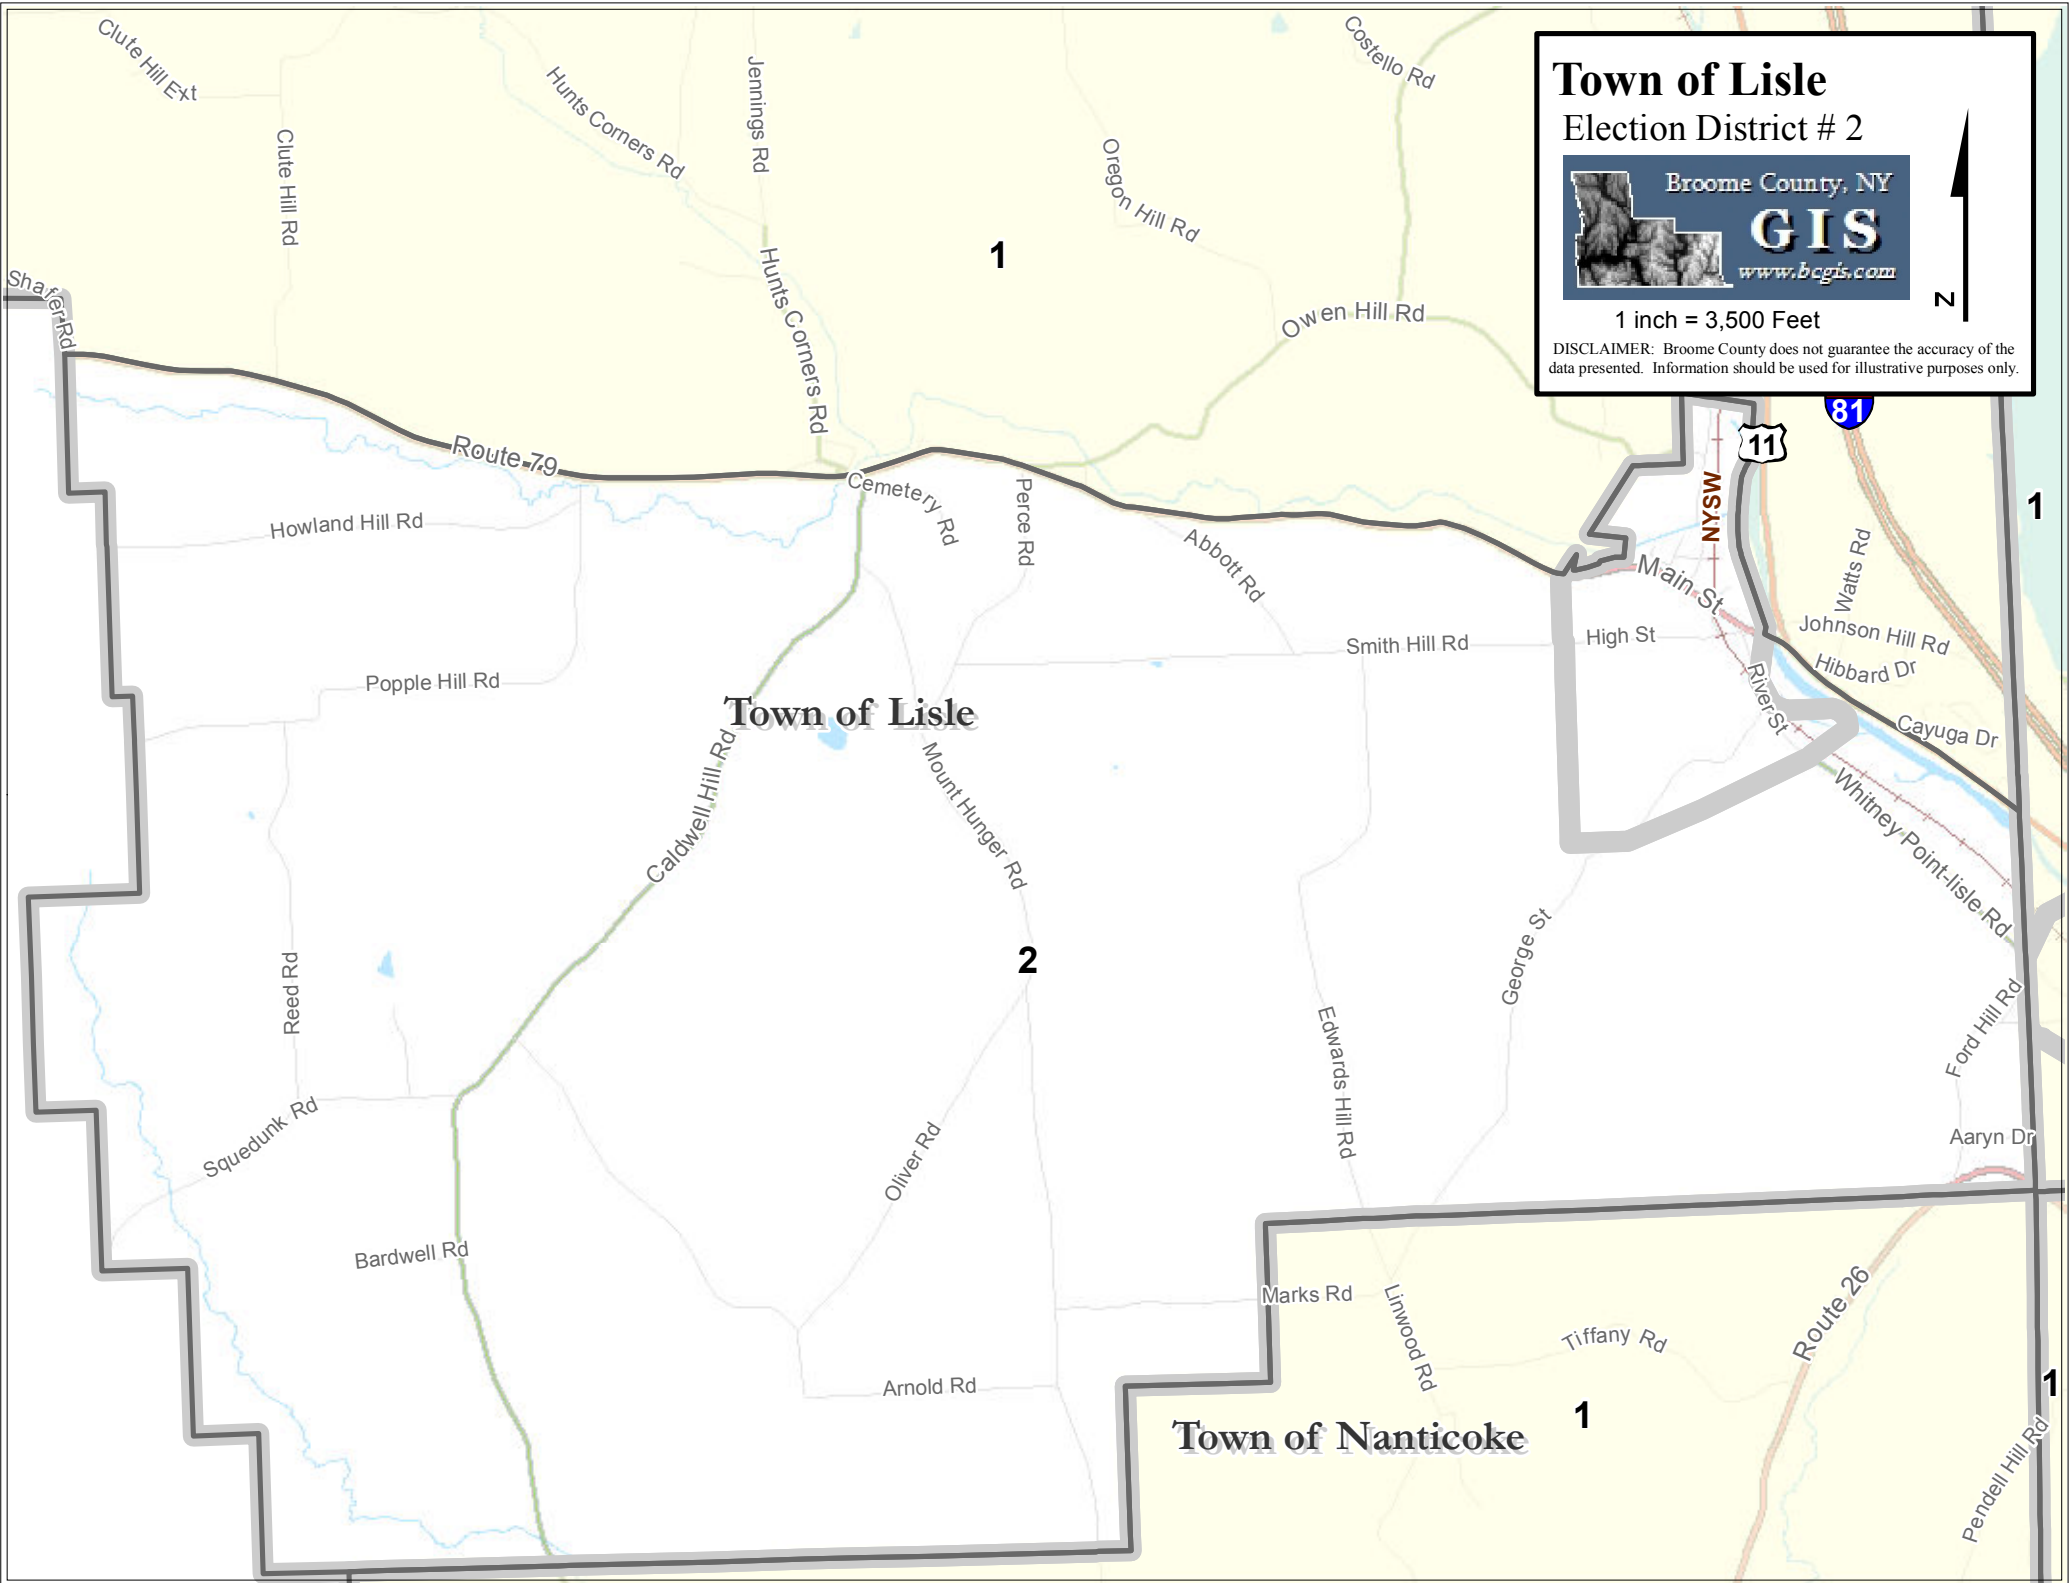 Town of Lisle
Election District # 2
Broome County, NY
GIS
www.bcgis.com
1 inch = 3,500 Feet
N
DISCLAIMER: Broome County does not guarantee the accuracy of the
data presented. Information should be used for illustrative purposes only.
Clute Hill Ext
Clute Hill Rd
Hunts Corners Rd
Jennings Rd
Costello Rd
Oregon Hill Rd
1
Hunts Corners Rd
Owen Hill Rd
Shafer Rd
81
11
Route 79
NYSW
1
Cemetery Rd
Perce Rd
Howland Hill Rd
Abbott Rd
Main St
Watts Rd
Johnson Hill Rd
High St
Smith Hill Rd
Hibbard Dr
Popple Hill Rd
River St
Town of Lisle
Cayuga Dr
Caldwell Hill Rd
Mount Hunger Rd
Whitney Point-lisle Rd
2
George St
Reed Rd
Ford Hill Rd
Edwards Hill Rd
Squedunk Rd
Oliver Rd
Aaryn Dr
Bardwell Rd
Marks Rd
Linwood Rd
Tiffany Rd
Route 26
Arnold Rd
1
1
Town of Nanticoke
Pendell Hill Rd